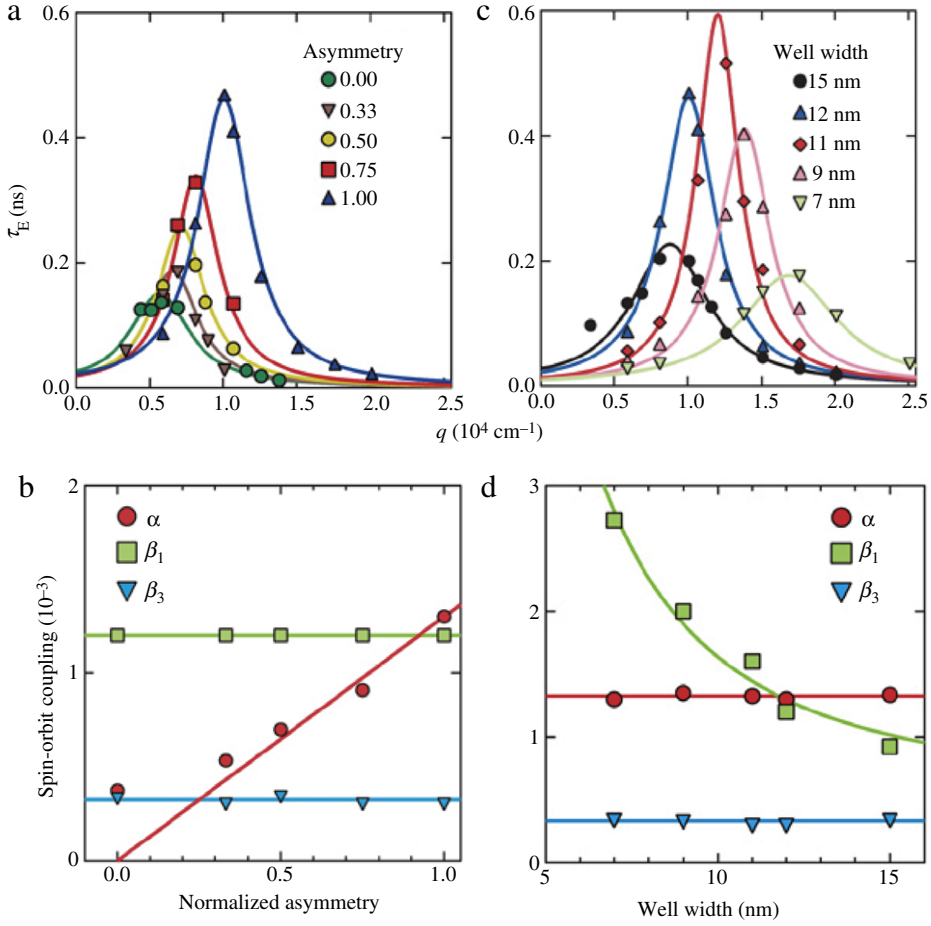 a
0.6
0.4
0.2
0.0
τE (ns)
Asymmetry
0.00
0.33
0.50
0.75
1.00
0.0 0.5 1.0 1.5 2.0 2.5
c
0.6
0.4
0.2
0.0
Well width
15 nm
12 nm
11 nm
9 nm
7 nm
0.0 0.5 1.0 1.5 2.0 2.5
q (10⁴ cm⁻¹)
b
2
1
0
Spin-orbit coupling (10⁻³)
α
β₁
β₃
0.0 0.5 1.0
Normalized asymmetry
d
3
2
1
0
α
β₁
β₃
5 10 15
Well width (nm)